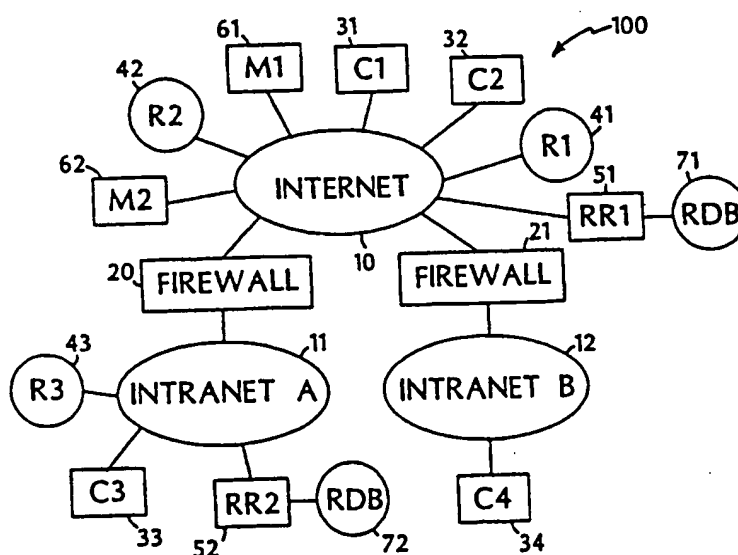 61
31
32
100
M1
C1
C2
42
R2
41
R1
62
M2
INTERNET
51
71
RR1
RDB
10
21
20
FIREWALL
FIREWALL
43
11
12
R3
INTRANET A
INTRANET B
C3
RR2
RDB
C4
33
52
72
34